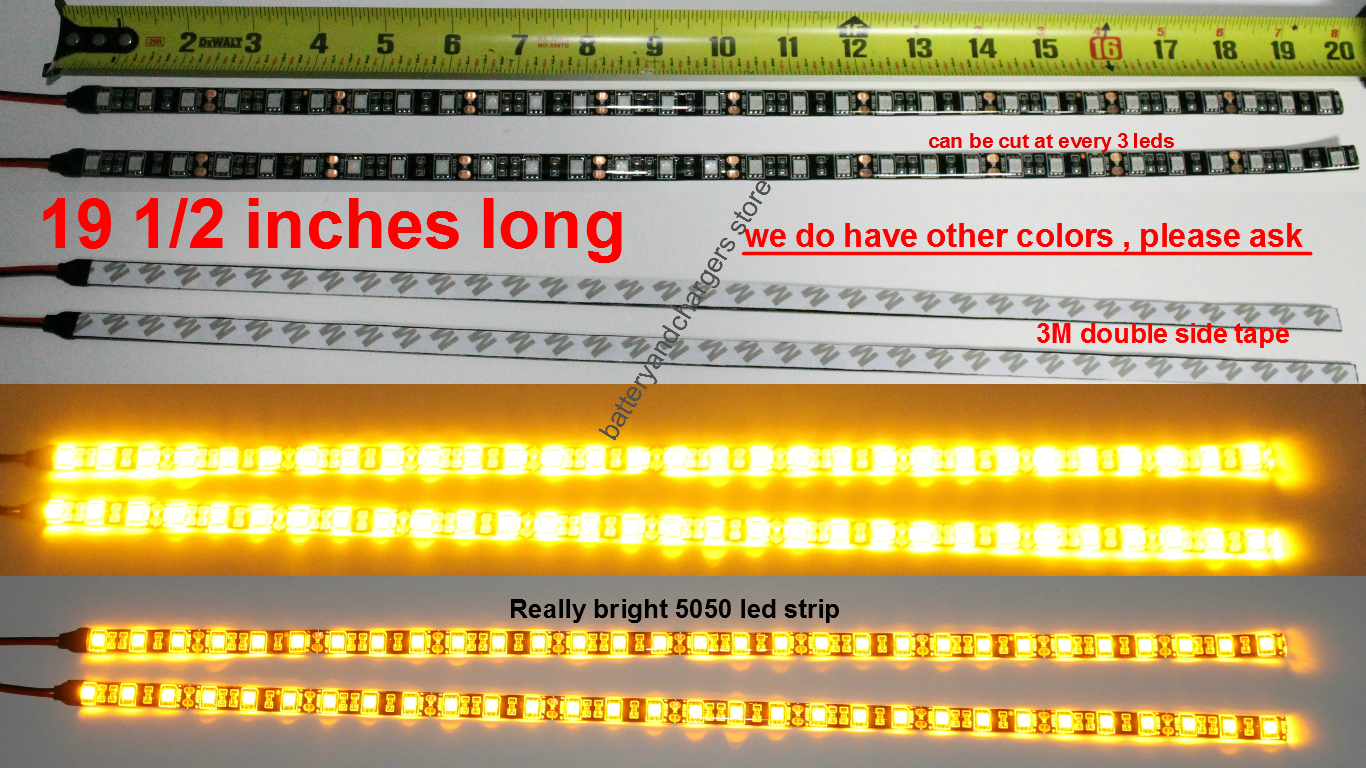 25ft 2 DEWALT 3 4 5 6 7 8 9 10 11 12 13 14 15 16 17 18 19 20
can be cut at every 3 leds
19 1/2 inches long
we do have other colors , please ask
3M double side tape
batteryandchargers store
Really bright 5050 led strip